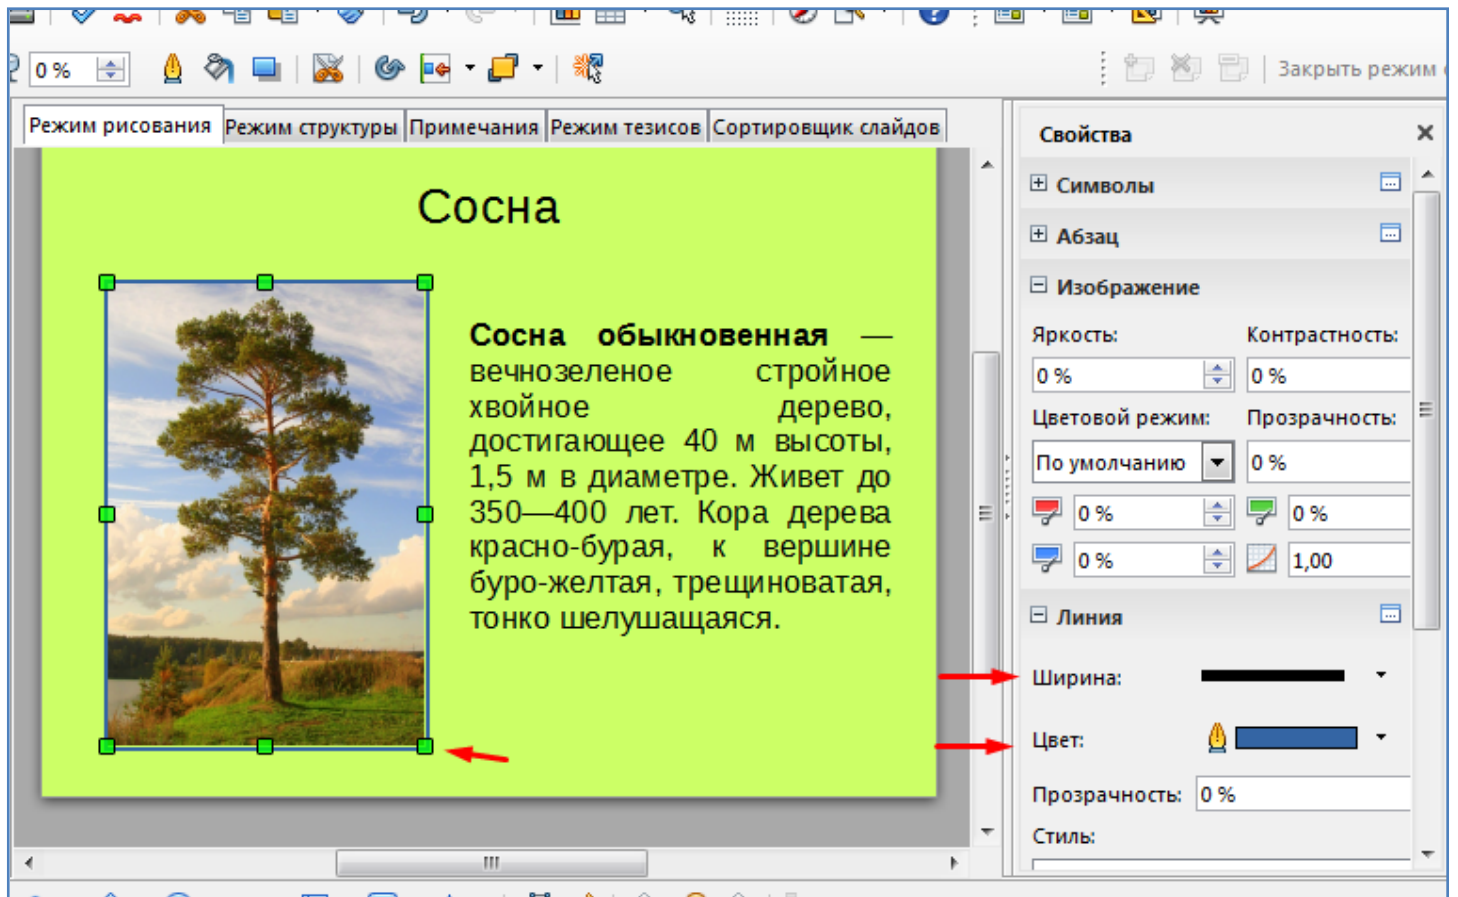 0 %
Закрыть режим
Режим рисования Режим структуры Примечания Режим тезисов Сортировщик слайдов
Сосна
Сосна обыкновенная —
вечнозеленое стройное
хвойное дерево,
достигающее 40 м высоты,
1,5 м в диаметре. Живет до
350—400 лет. Кора дерева
красно-бурая, к вершине
буро-желтая, трещиноватая,
тонко шелушащаяся.
Свойства
Символы
Абзац
Изображение
Яркость: Контрастность:
0 % 0 %
Цветовой режим: Прозрачность:
По умолчанию 0 %
0 % 0 %
0 % 1,00
Линия
Ширина:
Цвет:
Прозрачность: 0 %
Стиль: